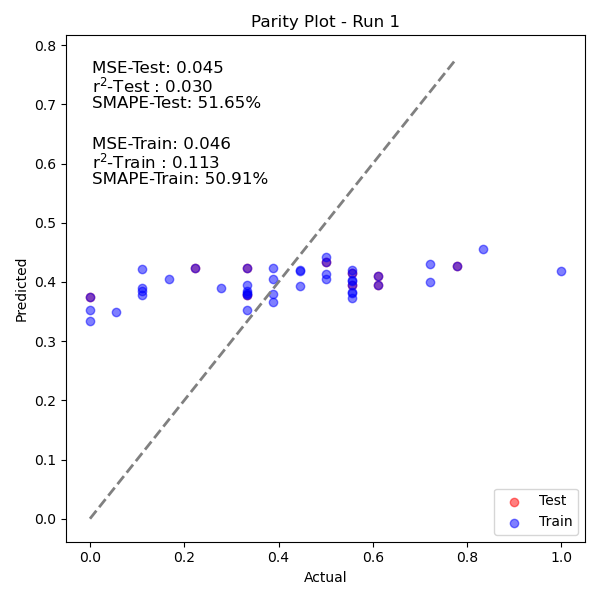 Parity Plot - Run 1
MSE-Test: 0.045
r²-Test : 0.030
SMAPE-Test: 51.65%
MSE-Train: 0.046
r²-Train : 0.113
SMAPE-Train: 50.91%
0.8
0.7
0.6
0.5
0.4
0.3
0.2
0.1
0.0
Predicted
0.0 0.2 0.4 0.6 0.8 1.0
Actual
Test
Train